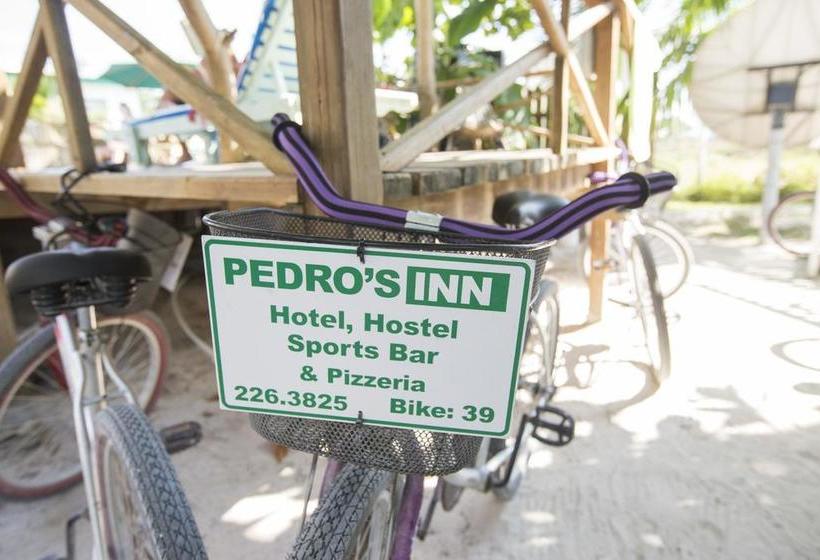 PEDRO'S INN
Hotel, Hostel
Sports Bar
& Pizzeria
226.3825 Bike: 39